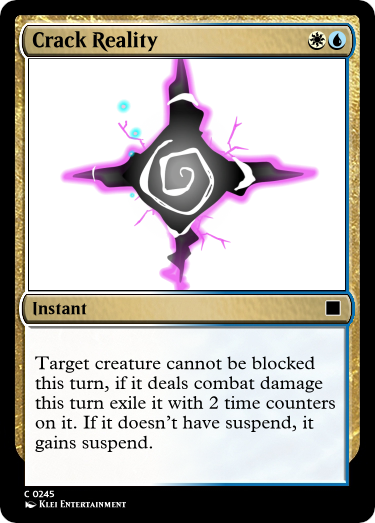 Crack Reality
Instant
Target creature cannot be blocked
this turn, if it deals combat damage
this turn exile it with 2 time counters
on it. If it doesn't have suspend, it
gains suspend.
C 0245
Klei Entertainment